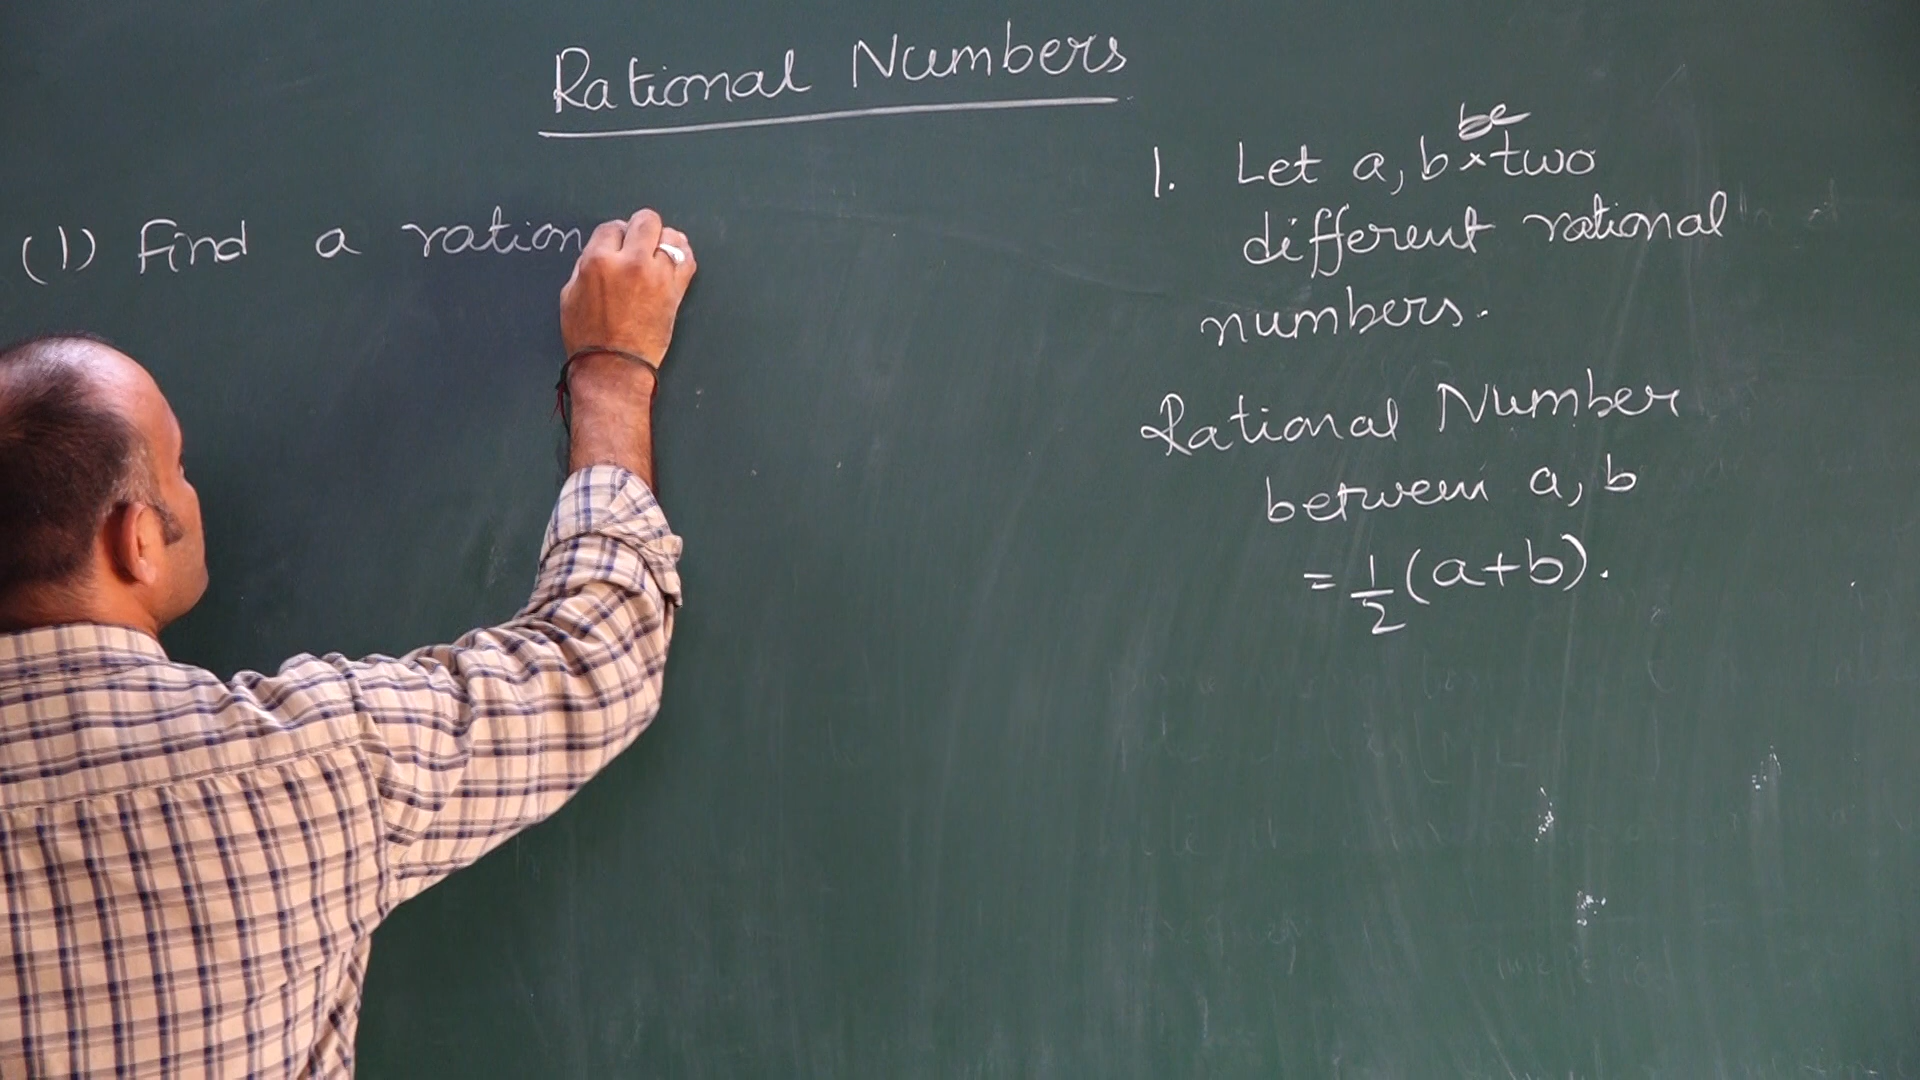 Rational Numbers
(1) Find a ration
1. Let a, b be two
different rational
numbers.
Rational Number
between a, b
= 1/2 (a+b).